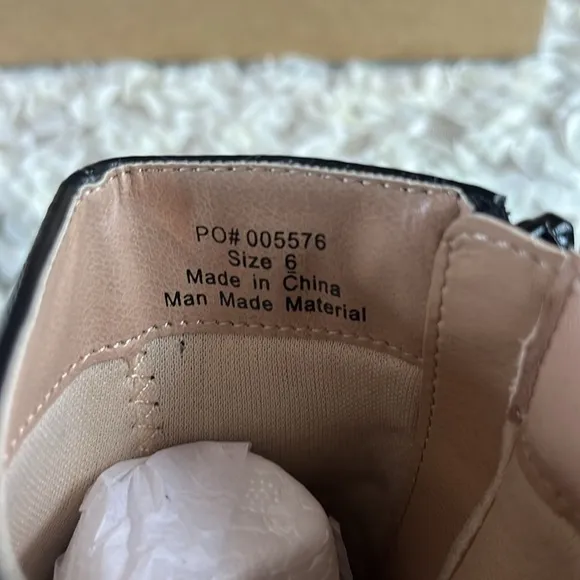 PO# 005576
Size 6
Made in China
Man Made Material